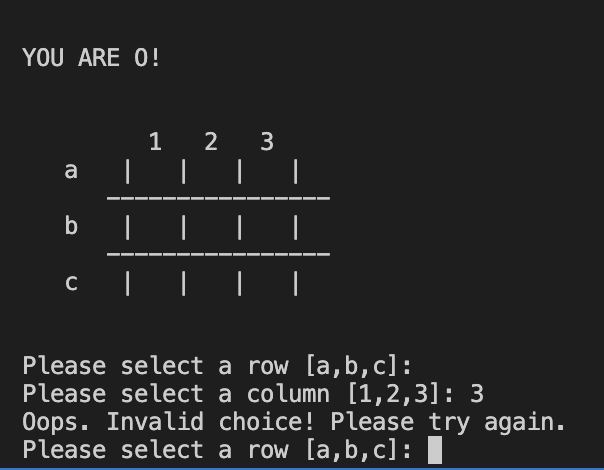 YOU ARE O!
1 2 3
a | | | |
----------------
b | | | |
----------------
c | | | |
Please select a row [a,b,c]:
Please select a column [1,2,3]: 3
Oops. Invalid choice! Please try again.
Please select a row [a,b,c]: